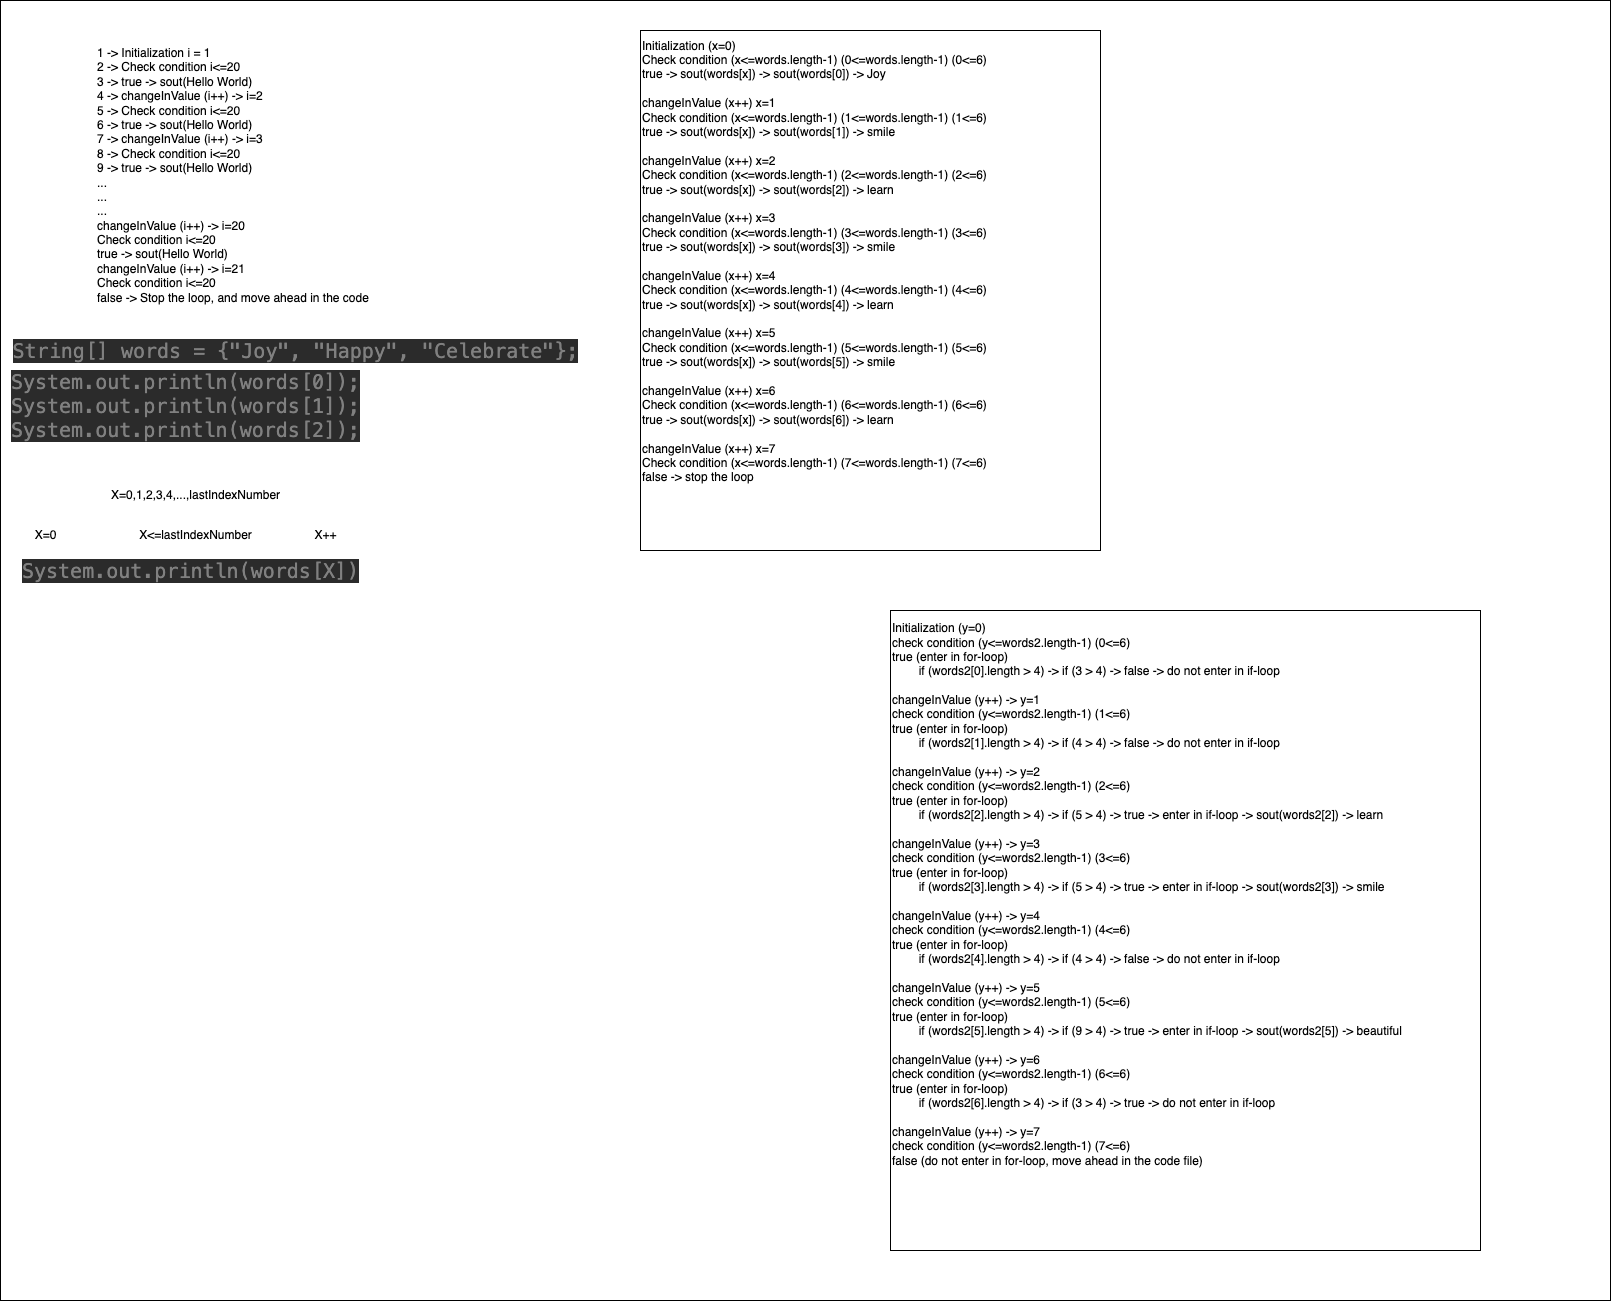 1 -> Initialization i = 1
2 -> Check condition i<=20
3 -> true -> sout(Hello World)
4 -> changeInValue (i++) -> i=2
5 -> Check condition i<=20
6 -> true -> sout(Hello World)
7 -> changeInValue (i++) -> i=3
8 -> Check condition i<=20
9 -> true -> sout(Hello World)
...
...
...
changeInValue (i++) -> i=20
Check condition i<=20
true -> sout(Hello World)
changeInValue (i++) -> i=21
Check condition i<=20
false -> Stop the loop, and move ahead in the code
String[] words = {"Joy", "Happy", "Celebrate"};
System.out.println(words[0]);
System.out.println(words[1]);
System.out.println(words[2]);
X=0,1,2,3,4,...,lastIndexNumber
X=0 X<=lastIndexNumber X++
System.out.println(words[X])
Initialization (x=0)
Check condition (x<=words.length-1) (0<=words.length-1) (0<=6)
true -> sout(words[x]) -> sout(words[0]) -> Joy
changeInValue (x++) x=1
Check condition (x<=words.length-1) (1<=words.length-1) (1<=6)
true -> sout(words[x]) -> sout(words[1]) -> smile
changeInValue (x++) x=2
Check condition (x<=words.length-1) (2<=words.length-1) (2<=6)
true -> sout(words[x]) -> sout(words[2]) -> learn
changeInValue (x++) x=3
Check condition (x<=words.length-1) (3<=words.length-1) (3<=6)
true -> sout(words[x]) -> sout(words[3]) -> smile
changeInValue (x++) x=4
Check condition (x<=words.length-1) (4<=words.length-1) (4<=6)
true -> sout(words[x]) -> sout(words[4]) -> learn
changeInValue (x++) x=5
Check condition (x<=words.length-1) (5<=words.length-1) (5<=6)
true -> sout(words[x]) -> sout(words[5]) -> smile
changeInValue (x++) x=6
Check condition (x<=words.length-1) (6<=words.length-1) (6<=6)
true -> sout(words[x]) -> sout(words[6]) -> learn
changeInValue (x++) x=7
Check condition (x<=words.length-1) (7<=words.length-1) (7<=6)
false -> stop the loop
Initialization (y=0)
check condition (y<=words2.length-1) (0<=6)
true (enter in for-loop)
if (words2[0].length > 4) -> if (3 > 4) -> false -> do not enter in if-loop
changeInValue (y++) -> y=1
check condition (y<=words2.length-1) (1<=6)
true (enter in for-loop)
if (words2[1].length > 4) -> if (4 > 4) -> false -> do not enter in if-loop
changeInValue (y++) -> y=2
check condition (y<=words2.length-1) (2<=6)
true (enter in for-loop)
if (words2[2].length > 4) -> if (5 > 4) -> true -> enter in if-loop -> sout(words2[2]) -> learn
changeInValue (y++) -> y=3
check condition (y<=words2.length-1) (3<=6)
true (enter in for-loop)
if (words2[3].length > 4) -> if (5 > 4) -> true -> enter in if-loop -> sout(words2[3]) -> smile
changeInValue (y++) -> y=4
check condition (y<=words2.length-1) (4<=6)
true (enter in for-loop)
if (words2[4].length > 4) -> if (4 > 4) -> false -> do not enter in if-loop
changeInValue (y++) -> y=5
check condition (y<=words2.length-1) (5<=6)
true (enter in for-loop)
if (words2[5].length > 4) -> if (9 > 4) -> true -> enter in if-loop -> sout(words2[5]) -> beautiful
changeInValue (y++) -> y=6
check condition (y<=words2.length-1) (6<=6)
true (enter in for-loop)
if (words2[6].length > 4) -> if (3 > 4) -> true -> do not enter in if-loop
changeInValue (y++) -> y=7
check condition (y<=words2.length-1) (7<=6)
false (do not enter in for-loop, move ahead in the code file)